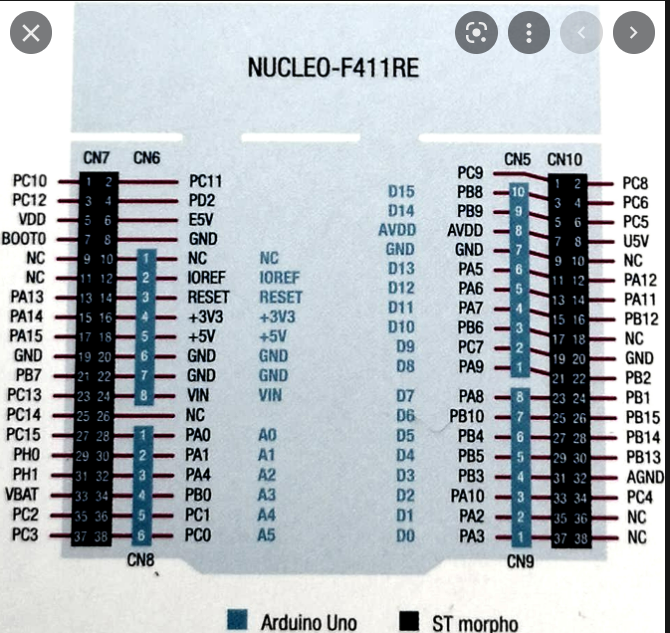 NUCLEO-F411RE
CN7 CN6 CN5 CN10
PC10 1 2 PC11
PC12 3 4 PD2
VDD 5 6 E5V
BOOT0 7 8 GND
NC 9 10 1 NC NC
NC 11 12 2 IOREF IOREF
PA13 13 14 3 RESET RESET
PA14 15 16 4 +3V3 +3V3
PA15 17 18 5 +5V +5V
GND 19 20 6 GND GND
PB7 21 22 7 GND GND
PC13 23 24 8 VIN VIN
PC14 25 26 NC
PC15 27 28 1 PA0 A0
PH0 29 30 2 PA1 A1
PH1 31 32 3 PA4 A2
VBAT 33 34 4 PB0 A3
PC2 35 36 5 PC1 A4
PC3 37 38 6 PC0 A5
CN8
PC9 1 2 PC8
D15 PB8 10 3 4 PC6
D14 PB9 9 5 6 PC5
AVDD AVDD 8 7 8 U5V
GND GND 7 9 10 NC
D13 PA5 6 11 12 PA12
D12 PA6 5 13 14 PA11
D11 PA7 4 15 16 PB12
D10 PB6 3 17 18 NC
D9 PC7 2 19 20 GND
D8 PA9 1 21 22 PB2
D7 PA8 8 23 24 PB1
D6 PB10 7 25 26 PB15
D5 PB4 6 27 28 PB14
D4 PB5 5 29 30 PB13
D3 PB3 4 31 32 AGND
D2 PA10 3 33 34 PC4
D1 PA2 2 35 36 NC
D0 PA3 1 37 38 NC
CN9
Arduino Uno ST morpho